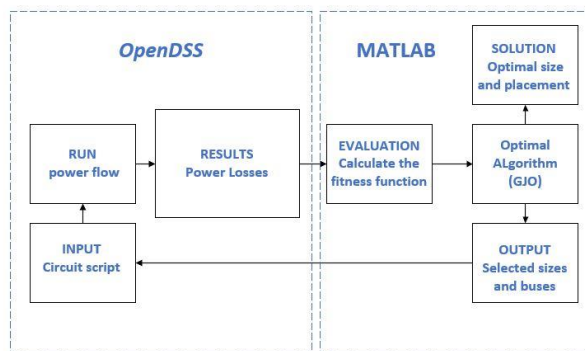 OpenDSS
MATLAB
SOLUTION
Optimal size
and placement
RUN
power flow
RESULTS
Power Losses
EVALUATION
Calculate the
fitness function
Optimal
ALgorithm
(GJO)
INPUT
Circuit script
OUTPUT
Selected sizes
and buses